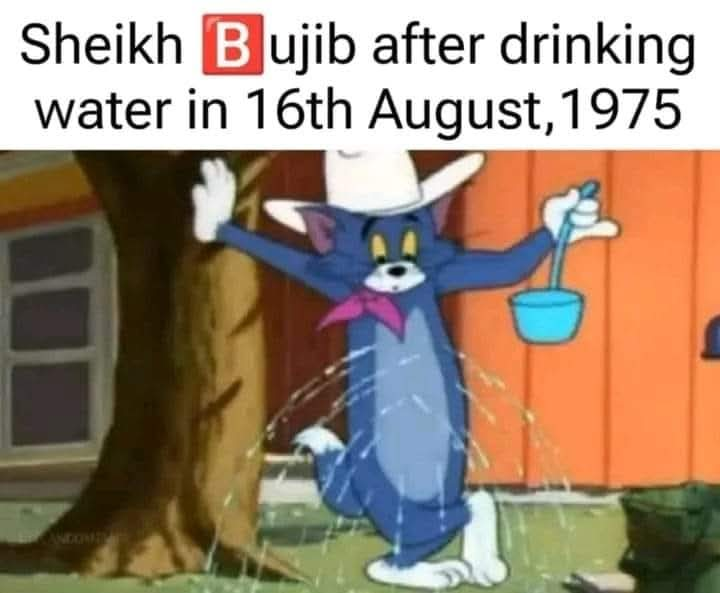 Sheikh 🅱️ujib after drinking
water in 16th August,1975